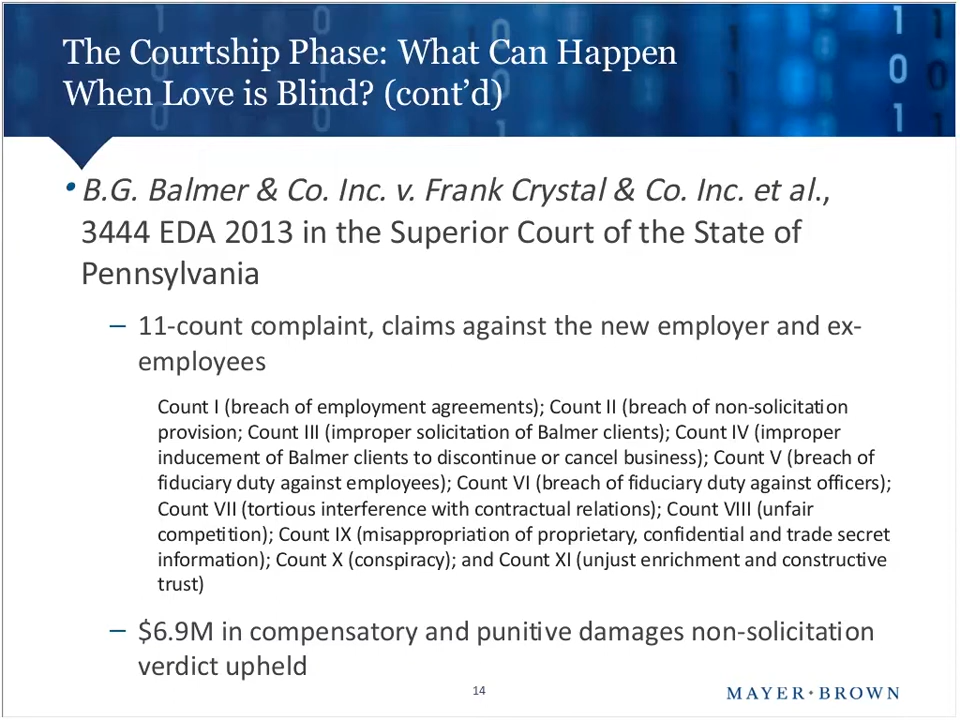 The Courtship Phase: What Can Happen
When Love is Blind? (cont’d)
• B.G. Balmer & Co. Inc. v. Frank Crystal & Co. Inc. et al.,
3444 EDA 2013 in the Superior Court of the State of
Pennsylvania
– 11-count complaint, claims against the new employer and ex-
employees
Count I (breach of employment agreements); Count II (breach of non-solicitation
provision; Count III (improper solicitation of Balmer clients); Count IV (improper
inducement of Balmer clients to discontinue or cancel business); Count V (breach of
fiduciary duty against employees); Count VI (breach of fiduciary duty against officers);
Count VII (tortious interference with contractual relations); Count VIII (unfair
competition); Count IX (misappropriation of proprietary, confidential and trade secret
information); Count X (conspiracy); and Count XI (unjust enrichment and constructive
trust)
– $6.9M in compensatory and punitive damages non-solicitation
verdict upheld
14
MAYER•BROWN